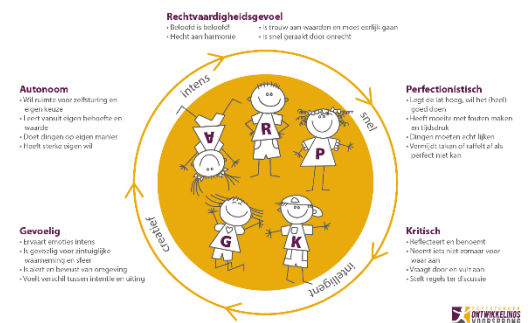 Rechtvaardigheidsgevoel
• Beloofd is beloofd!
• Hecht aan harmonie
• Is trouw aan waarden en moet eerlijk gaan
• Is snel geraakt door onrecht
Autonoom
• Wil ruimte voor zelfsturing en
eigen keuze
• Leert vanuit eigen behoefte en
waarde
• Doet dingen op eigen manier
• Heeft sterke eigen wil
Perfectionistisch
• Legt de lat hoog, wil het (heel)
goed doen
• Heeft moeite met fouten maken
en tijdsdruk
• Dingen moeten echt lijken
• Vermijdt taken of raffelt af als
perfect niet kan
intens
snel
A
R
P
G
K
creatief
intelligent
Gevoelig
• Ervaart emoties intens
• Is gevoelig voor zintuiglijke
waarneming en sfeer
• Is alert en bewust van omgeving
• Voelt verschil tussen intentie en uiting
Kritisch
• Reflecteert en benoemt
• Neemt iets niet zomaar voor
waar aan
• Vraagt door en vult aan
• Stelt regels ter discussie
ONTWIKKELINGS
VOORSPRONG